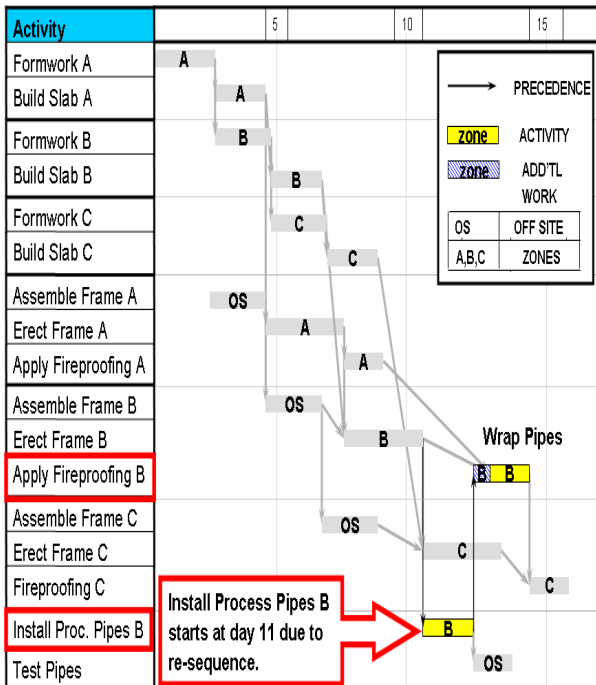 Activity
5
10
15
Formwork A
A
Build Slab A
A
Formwork B
B
Build Slab B
B
Formwork C
C
Build Slab C
C
Assemble Frame A
OS
Erect Frame A
A
Apply Fireproofing A
A
Assemble Frame B
OS
Erect Frame B
B
Wrap Pipes
Apply Fireproofing B
B
B
Assemble Frame C
OS
Erect Frame C
C
Fireproofing C
C
Install Proc. Pipes B
B
Test Pipes
OS
Install Process Pipes B
starts at day 11 due to
re-sequence.
PRECEDENCE
zone
ACTIVITY
zone
ADD'TL
WORK
OS
OFF SITE
A,B,C
ZONES